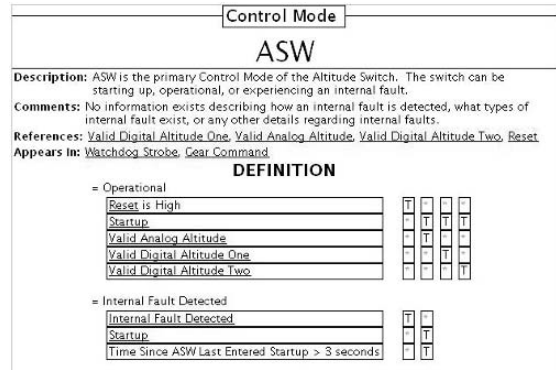 Control Mode
ASW
Description: ASW is the primary Control Mode of the Altitude Switch. The switch can be
starting up, operational, or experiencing an internal fault.
Comments: No information exists describing how an internal fault is detected, what types of
internal fault exist, or any other details regarding internal faults.
References: Valid Digital Altitude One, Valid Analog Altitude, Valid Digital Altitude Two, Reset
Appears In: Watchdog Strobe, Gear Command
DEFINITION
= Operational
Reset is High T * * *
Startup * T T T
Valid Analog Altitude * T * *
Valid Digital Altitude One * * T *
Valid Digital Altitude Two * * * T
= Internal Fault Detected
Internal Fault Detected T *
Startup * T
Time Since ASW Last Entered Startup > 3 seconds * T